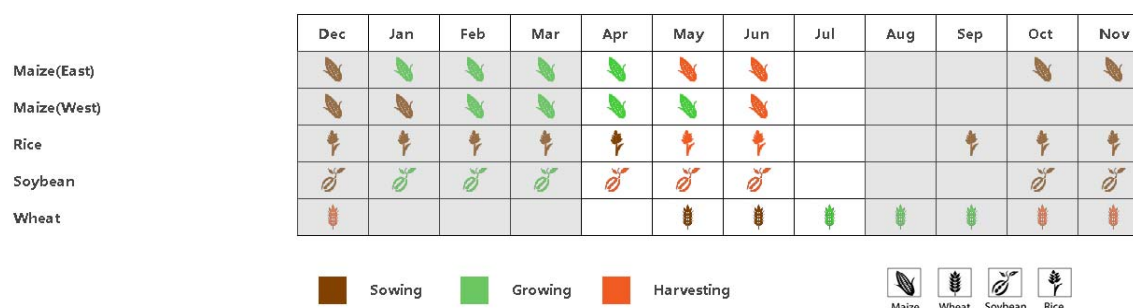 Dec Jan Feb Mar Apr May Jun Jul Aug Sep Oct Nov
Maize(East)
Maize(West)
Rice
Soybean
Wheat
Sowing Growing Harvesting
Maize Wheat Soybean Rice